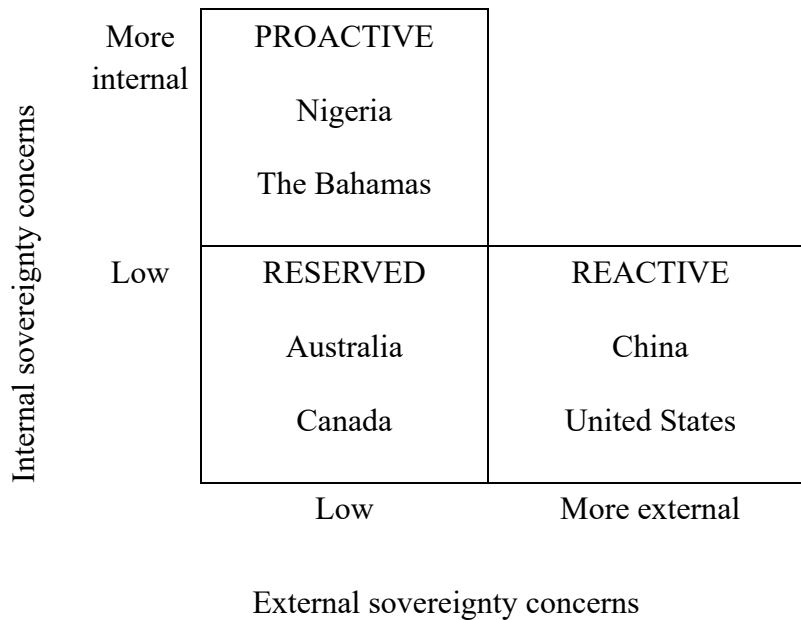 More
internal
PROACTIVE
Nigeria
The Bahamas
Internal sovereignty concerns
Low
RESERVED
REACTIVE
Australia
China
Canada
United States
Low
More external
External sovereignty concerns